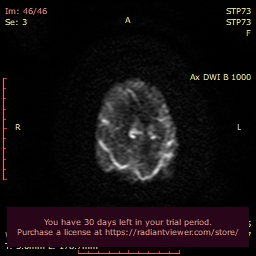 Im: 46/46
Se: 3
A
STP73
STP73
F
Ax DWI B 1000
R
L
You have 30 days left in your trial period.
Purchase a license at https://radiantviewer.com/store/